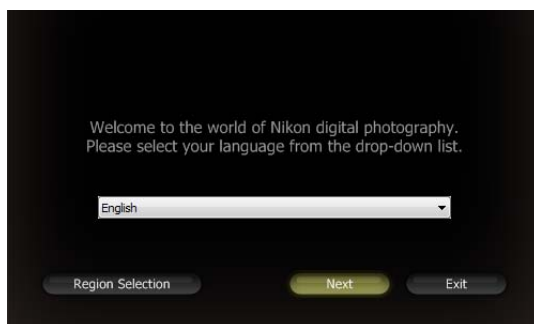 Welcome to the world of Nikon digital photography.
Please select your language from the drop-down list.
English
Region Selection Next Exit